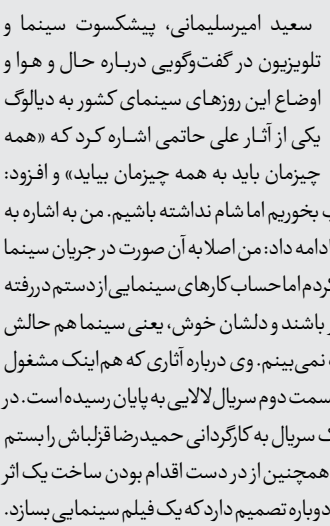 سعید امیرسلیمانی، پیشکسوت سینما و
تلویزیون در گفت‌وگویی درباره حال و هوا و
اوضاع این روزهای سینمای کشور به دیالوگ
یکی از آثار علی حاتمی اشاره کرد که «همه
چیزمان باید به همه چیزمان بیاید» و افزود:
بخوریم اما شام نداشته باشیم. من به اشاره به
ادامه داد: من اصلا به آن صورت در جریان سینما
کردم اما حساب کارهای سینمایی از دستم دررفته
باشند و دلشان خوش، یعنی سینما هم حالش
نمی‌بینم. وی درباره آثاری که هم‌اینک مشغول
سمت دوم سریال لالایی به پایان رسیده است. در
ک سریال به کارگردانی حمیدرضا قزلباش را بستم
همچنین از در دست اقدام بودن ساخت یک اثر
دوباره تصمیم دارد که یک فیلم سینمایی بسازد.